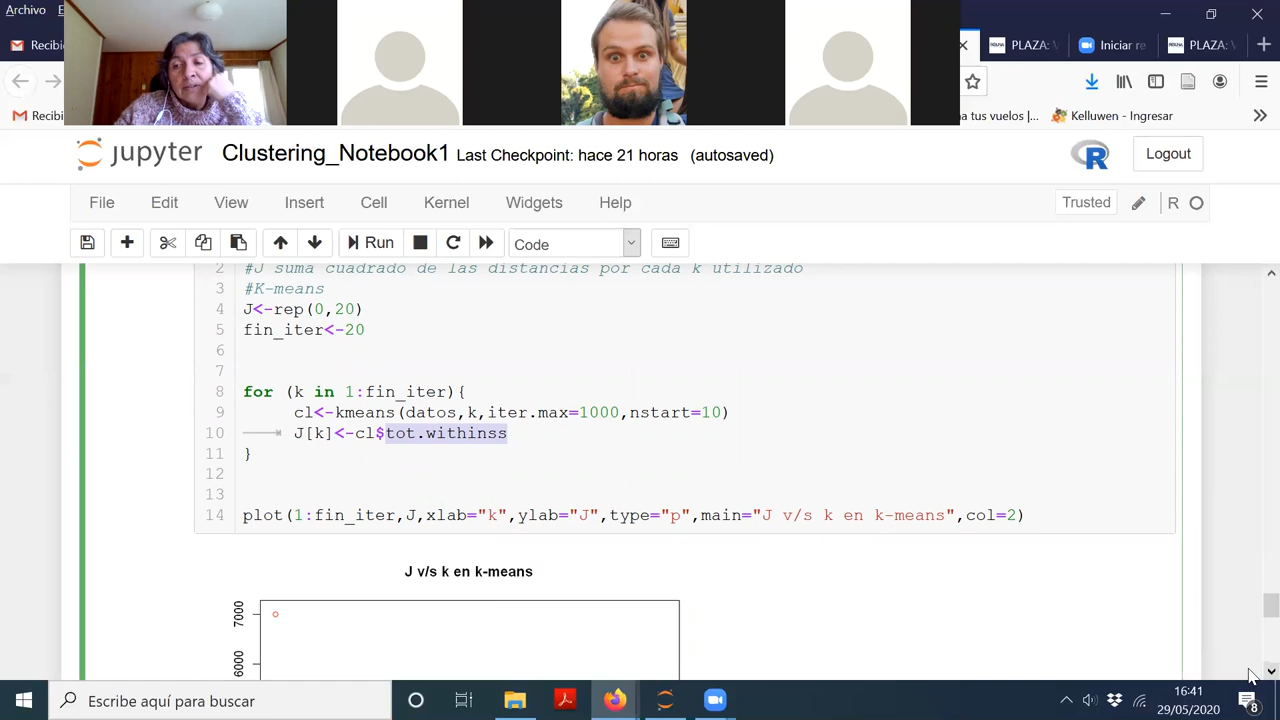 Archivo
Recibi
PLAZA: V
Iniciar re
PLAZA: V
Recibi
na tus vuelos |...
Kelluwen - Ingresar
jupyter Clustering_Notebook1 Last Checkpoint: hace 21 horas (autosaved)
R
Logout
File Edit View Insert Cell Kernel Widgets Help
Trusted
R
Run
Code
2 #J suma cuadrado de las distancias por cada k utilizado
3 #K-means
4 J<-rep(0,20)
5 fin_iter<-20
6
7
8 for (k in 1:fin_iter){
9 cl<-kmeans(datos,k,iter.max=1000,nstart=10)
10 J[k]<-cl$tot.withinss
11 }
12
13
14 plot(1:fin_iter,J,xlab="k",ylab="J",type="p",main="J v/s k en k-means",col=2)
J v/s k en k-means
7000
6000
Escribe aquí para buscar
16:41
29/05/2020
8